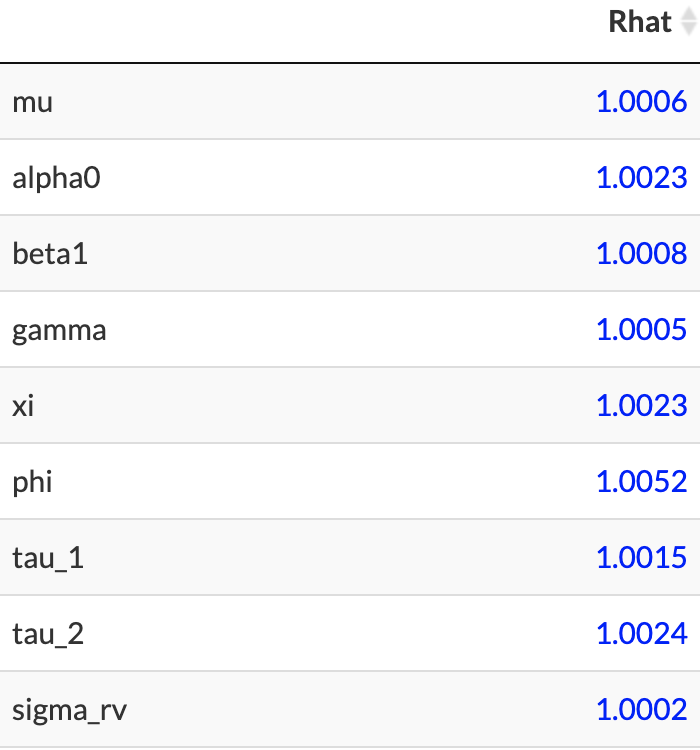 Rhat
mu 1.0006
alpha0 1.0023
beta1 1.0008
gamma 1.0005
xi 1.0023
phi 1.0052
tau_1 1.0015
tau_2 1.0024
sigma_rv 1.0002